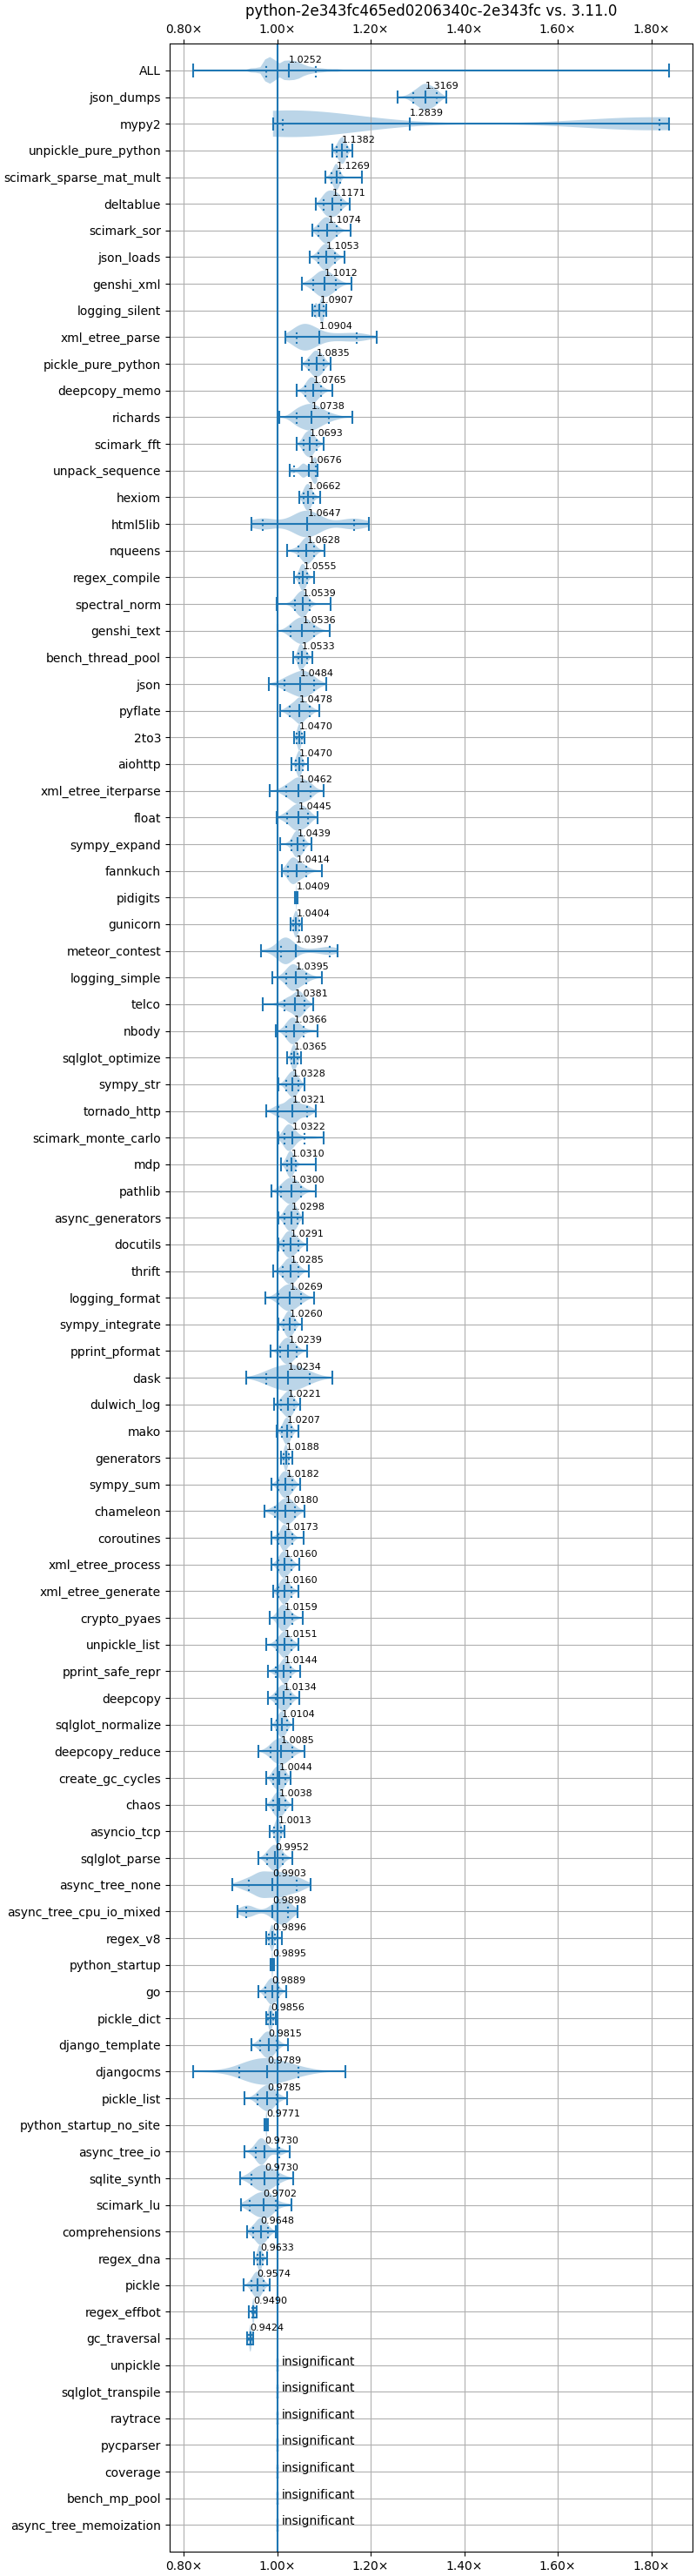 python-2e343fc465ed0206340c-2e343fc vs. 3.11.0
0.80× 1.00× 1.20× 1.40× 1.60× 1.80×
ALL 1.0252
json_dumps 1.3169
mypy2 1.2839
unpickle_pure_python 1.1382
scimark_sparse_mat_mult 1.1269
deltablue 1.1171
scimark_sor 1.1074
json_loads 1.1053
genshi_xml 1.1012
logging_silent 1.0907
xml_etree_parse 1.0904
pickle_pure_python 1.0835
deepcopy_memo 1.0765
richards 1.0738
scimark_fft 1.0693
unpack_sequence 1.0676
hexiom 1.0662
html5lib 1.0647
nqueens 1.0628
regex_compile 1.0555
spectral_norm 1.0539
genshi_text 1.0536
bench_thread_pool 1.0533
json 1.0484
pyflate 1.0478
2to3 1.0470
aiohttp 1.0470
xml_etree_iterparse 1.0462
float 1.0445
sympy_expand 1.0439
fannkuch 1.0414
pidigits 1.0409
gunicorn 1.0404
meteor_contest 1.0397
logging_simple 1.0395
telco 1.0381
nbody 1.0366
sqlglot_optimize 1.0365
sympy_str 1.0328
tornado_http 1.0321
scimark_monte_carlo 1.0322
mdp 1.0310
pathlib 1.0300
async_generators 1.0298
docutils 1.0291
thrift 1.0285
logging_format 1.0269
sympy_integrate 1.0260
pprint_pformat 1.0239
dask 1.0234
dulwich_log 1.0221
mako 1.0207
generators 1.0188
sympy_sum 1.0182
chameleon 1.0180
coroutines 1.0173
xml_etree_process 1.0160
xml_etree_generate 1.0160
crypto_pyaes 1.0159
unpickle_list 1.0151
pprint_safe_repr 1.0144
deepcopy 1.0134
sqlglot_normalize 1.0104
deepcopy_reduce 1.0085
create_gc_cycles 1.0044
chaos 1.0038
asyncio_tcp 1.0013
sqlglot_parse 0.9952
async_tree_none 0.9903
async_tree_cpu_io_mixed 0.9898
regex_v8 0.9896
python_startup 0.9895
go 0.9889
pickle_dict 0.9856
django_template 0.9815
djangocms 0.9789
pickle_list 0.9785
python_startup_no_site 0.9771
async_tree_io 0.9730
sqlite_synth 0.9730
scimark_lu 0.9702
comprehensions 0.9648
regex_dna 0.9633
pickle 0.9574
regex_effbot 0.9490
gc_traversal 0.9424
unpickle insignificant
sqlglot_transpile insignificant
raytrace insignificant
pycparser insignificant
coverage insignificant
bench_mp_pool insignificant
async_tree_memoization insignificant
0.80× 1.00× 1.20× 1.40× 1.60× 1.80×